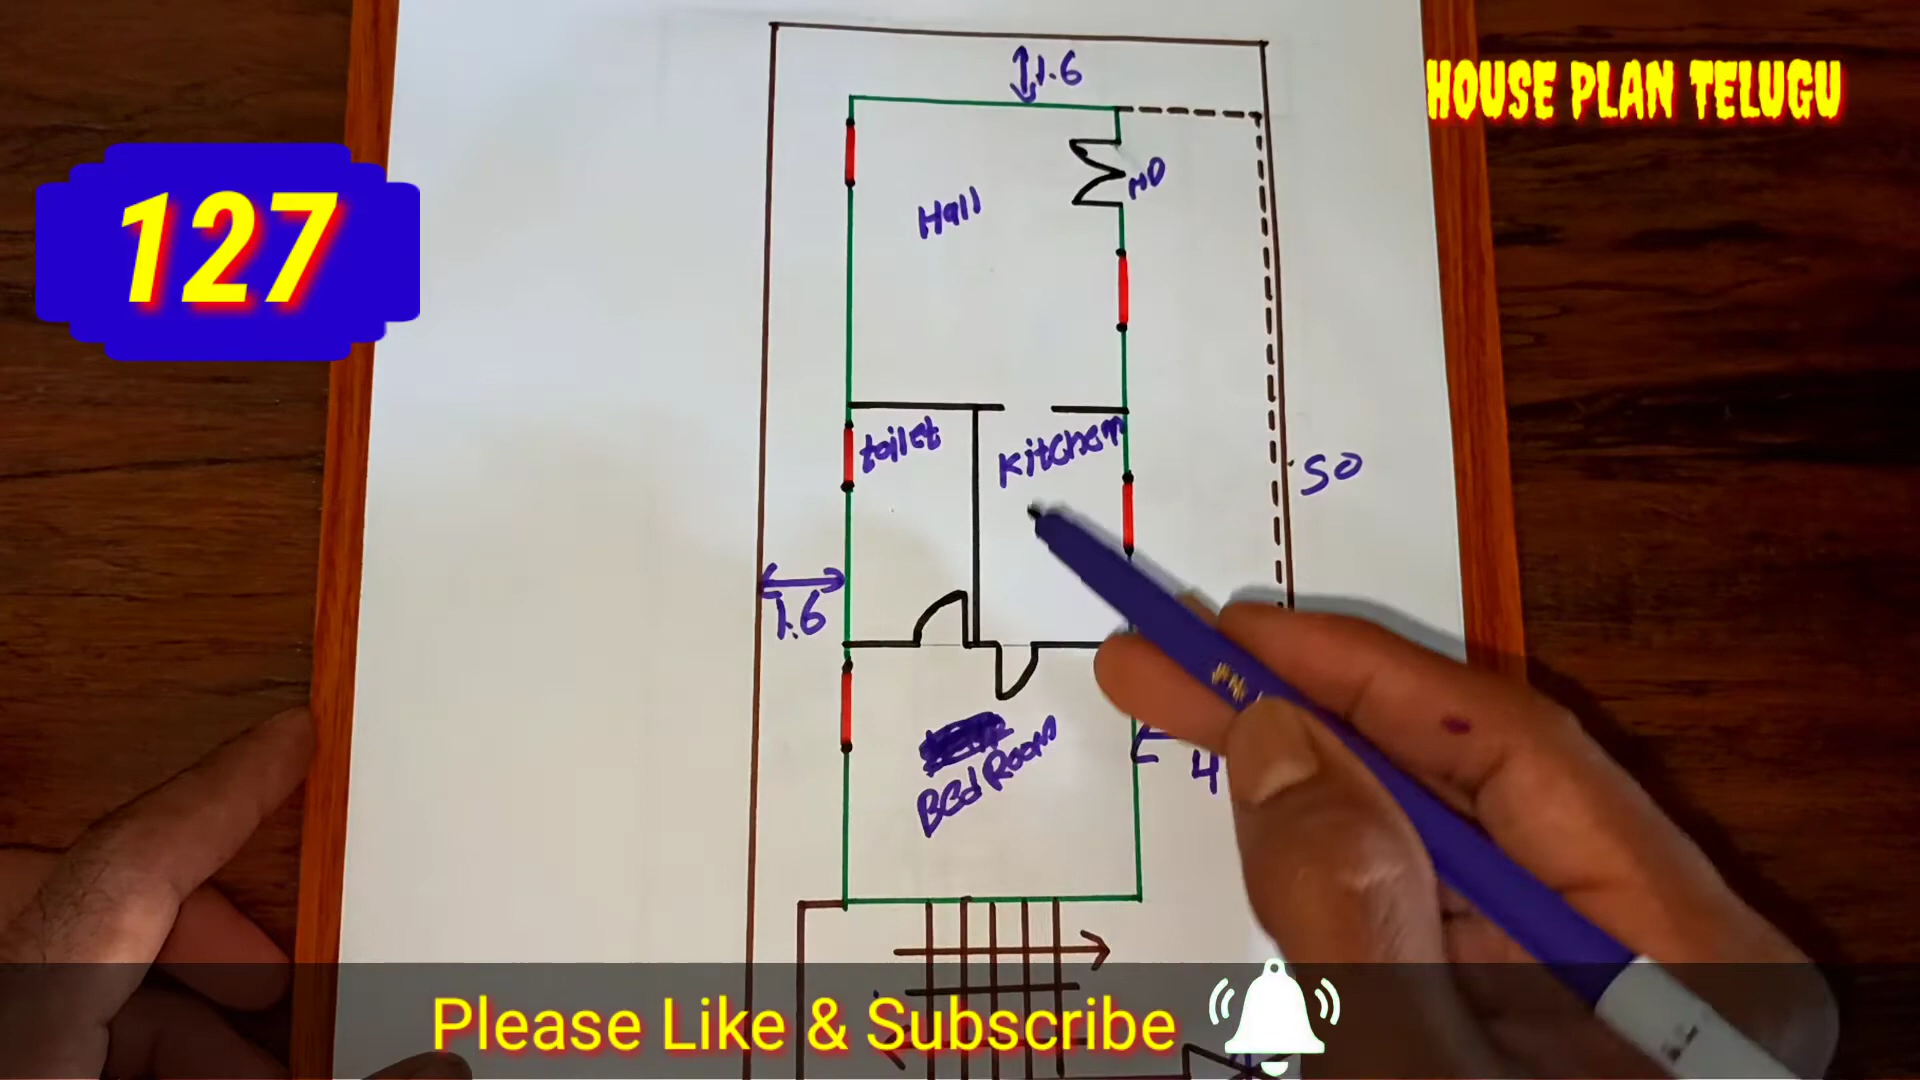 1.6
HOUSE PLAN TELUGU
MD
127
Hall
toilet
Kitchen
50
1.6
Bed Room
4
Please Like & Subscribe